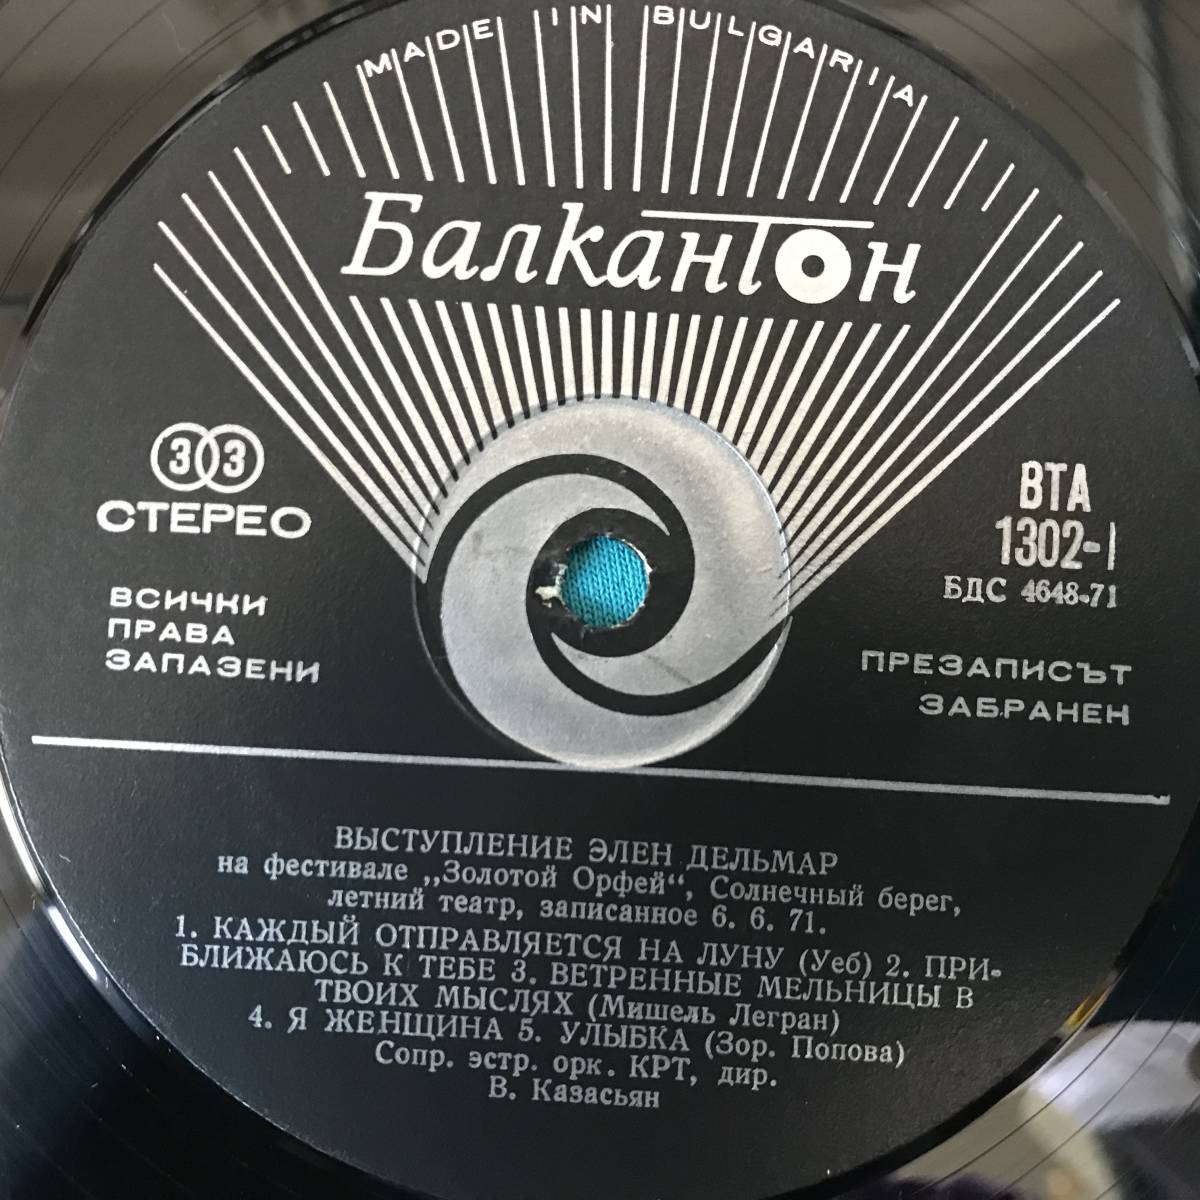 MADE IN BULGARIA
Балкантон
33
СТЕРЕО
ВСИЧКИ
ПРАВА
ЗАПАЗЕНИ
ВТА
1302-I
БДС 4648-71
ПРЕЗАПИСЪТ
ЗАБРАНЕН
ВЫСТУПЛЕНИЕ ЭЛЕН ДЕЛЬМАР
на фестивале „Золотой Орфей“, Солнечный берег,
летний театр, записанное 6. 6. 71.
1. КАЖДЫЙ ОТПРАВЛЯЕТСЯ НА ЛУНУ (Уеб) 2. ПРИ-
БЛИЖАЮСЬ К ТЕБЕ 3. ВЕТРЕННЫЕ МЕЛЬНИЦЫ В
ТВОИХ МЫСЛЯХ (Мишель Легран)
4. Я ЖЕНЩИНА 5. УЛЫБКА (Зор. Попова)
Сопр. эстр. орк. КРТ, дир.
В. Казасьян